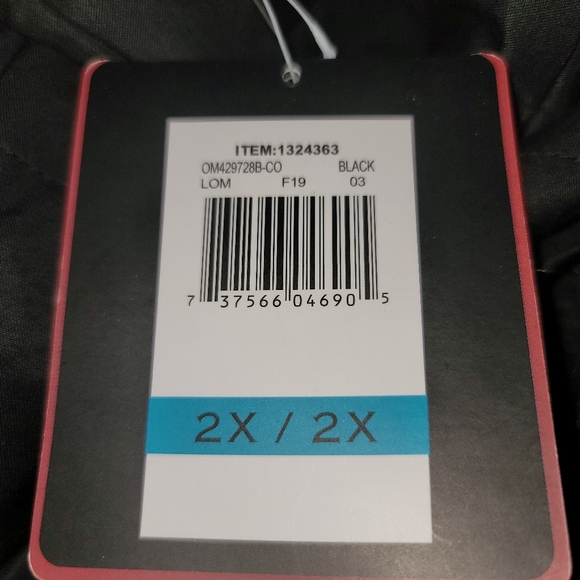 ITEM:1324363
OM429728B-CO BLACK
LOM F19 03
7 37566 04690 5
2X / 2X